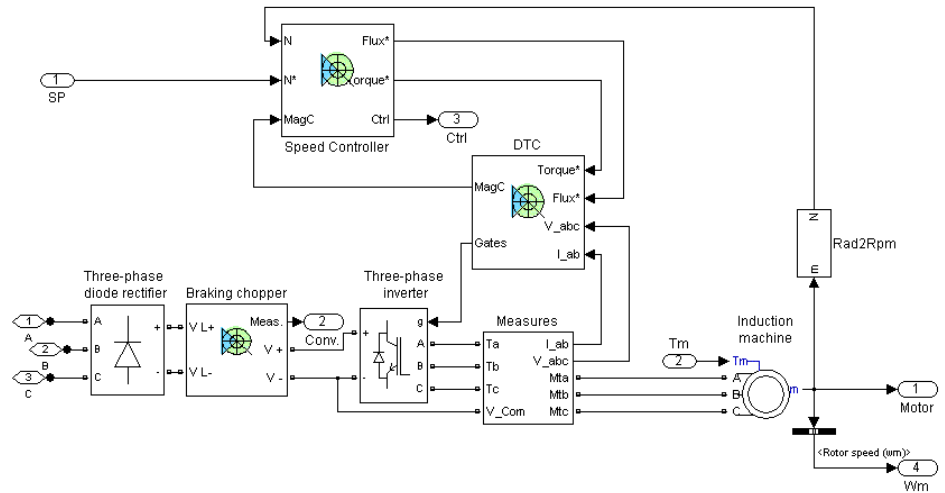 N
Flux*
1
SP
N*
Torque*
MagC
Ctrl
3
Ctrl
Speed Controller
DTC
Torque*
MagC
Flux*
V_abc
Gates
I_ab
N
m
Rad2Rpm
Three-phase
diode rectifier
Braking chopper
Three-phase
inverter
Measures
Induction
machine
1
A
A
+
V L+
Meas.
2
Conv.
g
+
A
Ta
I_ab
Tm
2
Tm
2
B
B
V +
B
Tb
V_abc
Mta
A
m
1
Motor
3
C
C
-
V L-
V -
-
C
Tc
Mtb
B
V_Com
Mtc
C
<Rotor speed (wm)>
4
Wm